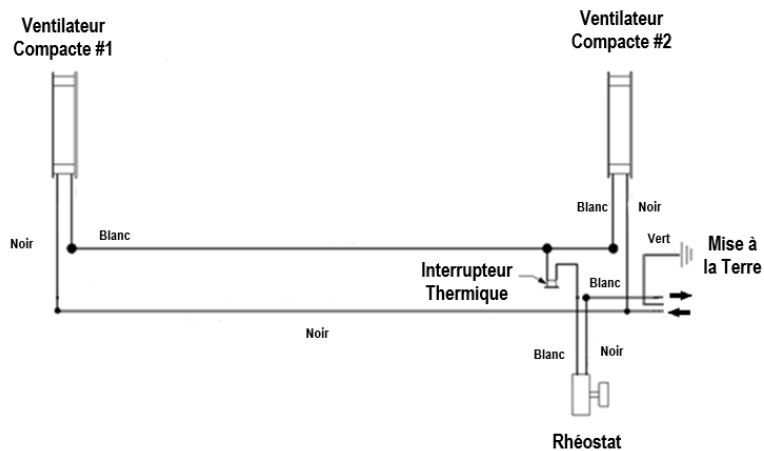 Ventilateur
Compacte #1
Ventilateur
Compacte #2
Blanc
Noir
Noir
Blanc
Vert
Mise à
la Terre
Interrupteur
Thermique
Blanc
Noir
Blanc
Noir
Rhéostat